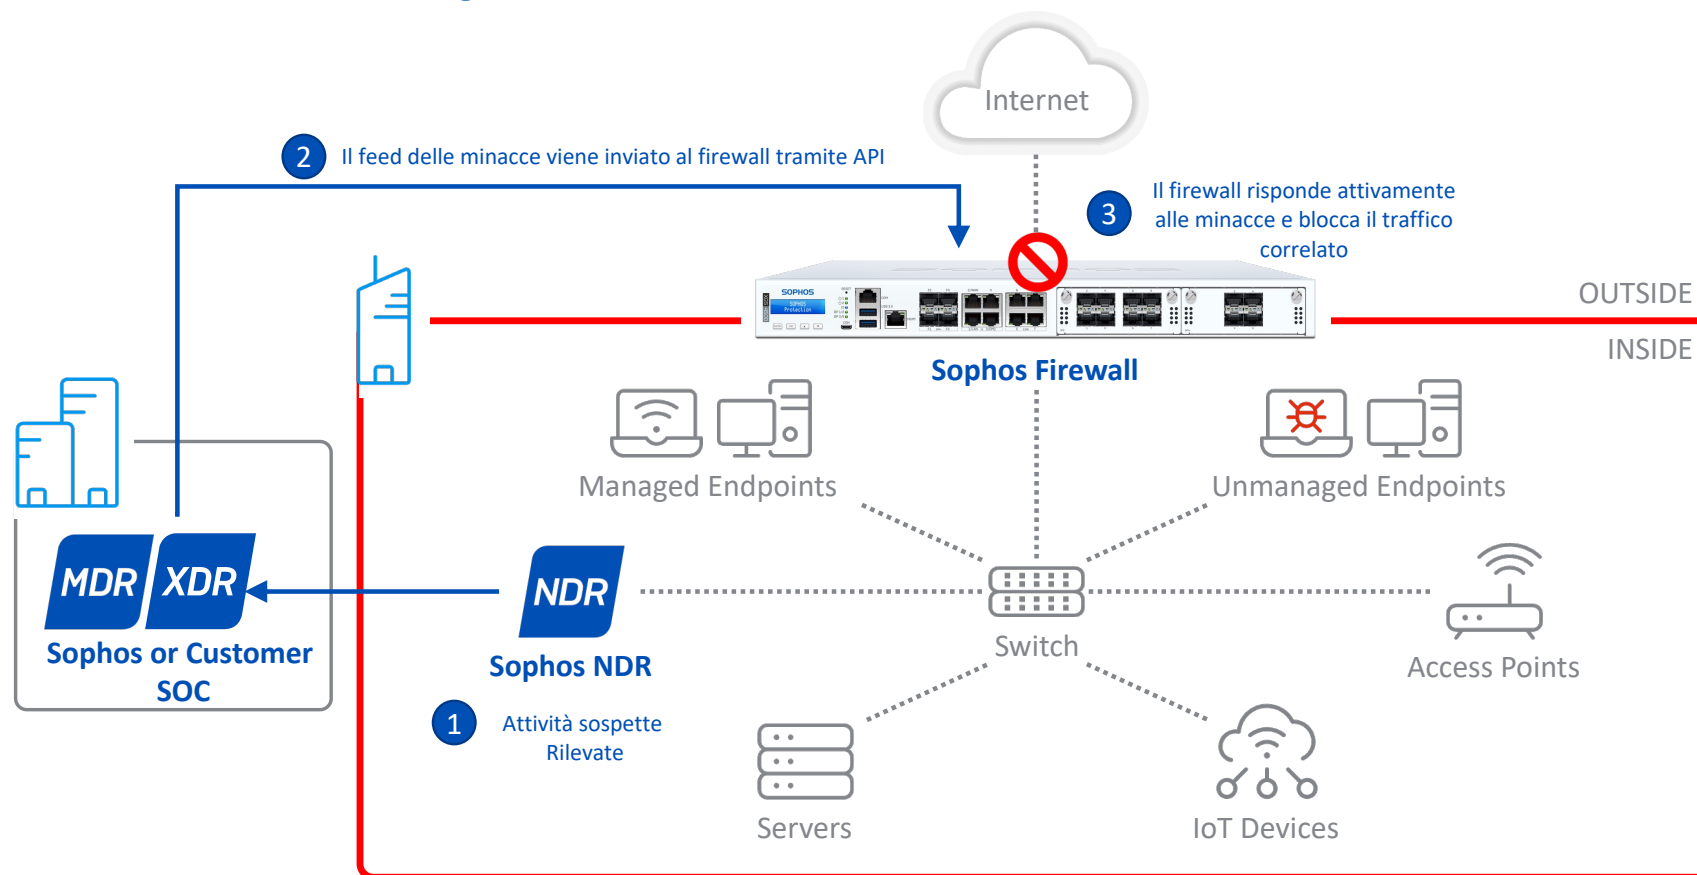 Internet
2
Il feed delle minacce viene inviato al firewall tramite API
3
Il firewall risponde attivamente
alle minacce e blocca il traffico
correlato
SOPHOS
SOPHOS
Protection
OUTSIDE
INSIDE
Sophos Firewall
Managed Endpoints
Unmanaged Endpoints
MDR
XDR
NDR
Sophos or Customer
SOC
Sophos NDR
Switch
Access Points
1
Attività sospette
Rilevate
Servers
IoT Devices